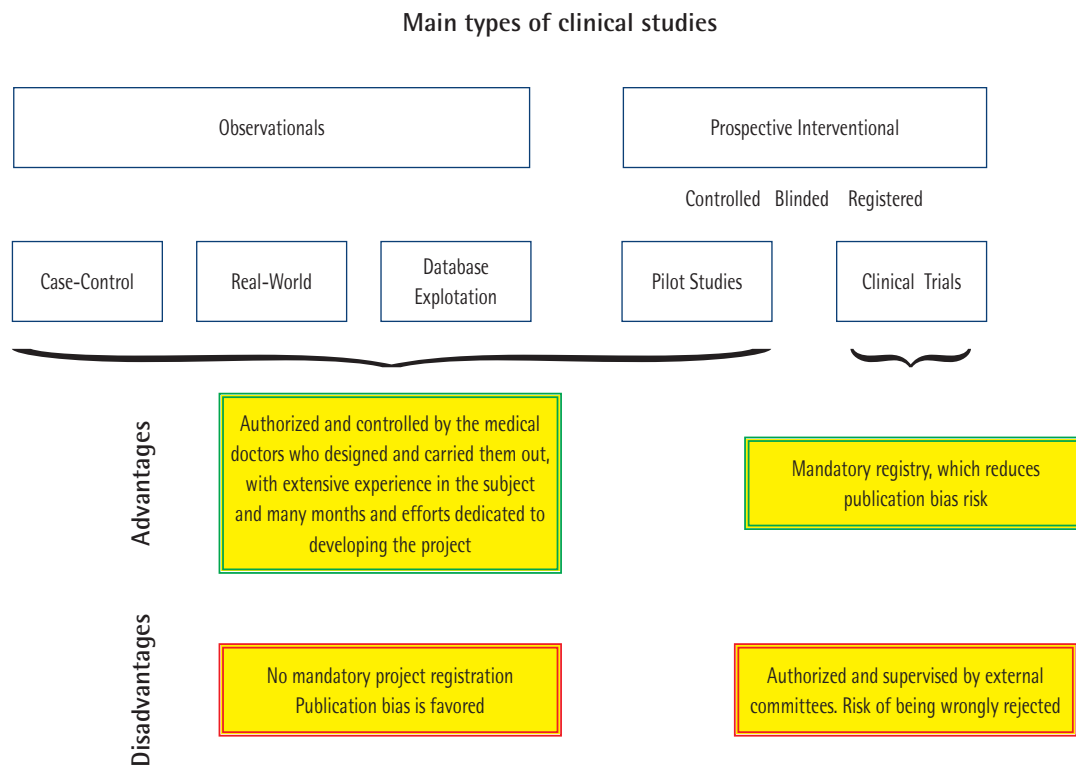 Main types of clinical studies
Observationals
Prospective Interventional
Controlled Blinded Registered
Case-Control
Real-World
Database
Explotation
Pilot Studies
Clinical Trials
Advantages
Authorized and controlled by the medical
doctors who designed and carried them out,
with extensive experience in the subject
and many months and efforts dedicated to
developing the project
Mandatory registry, which reduces
publication bias risk
Disadvantages
No mandatory project registration
Publication bias is favored
Authorized and supervised by external
committees. Risk of being wrongly rejected